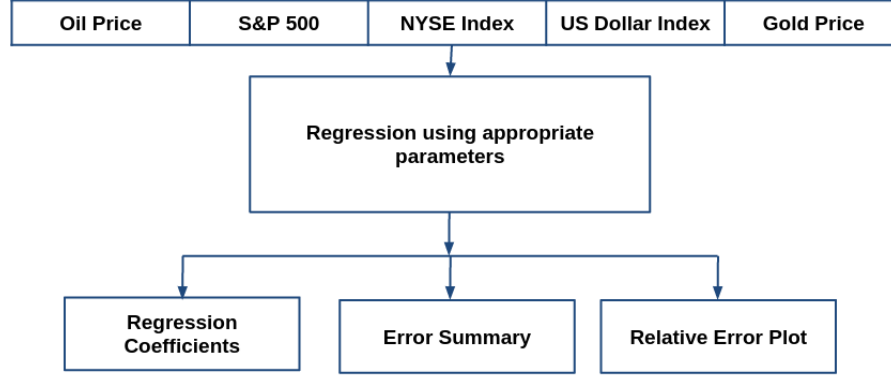 Oil Price
S&P 500
NYSE Index
US Dollar Index
Gold Price
Regression using appropriate
parameters
Regression
Coefficients
Error Summary
Relative Error Plot